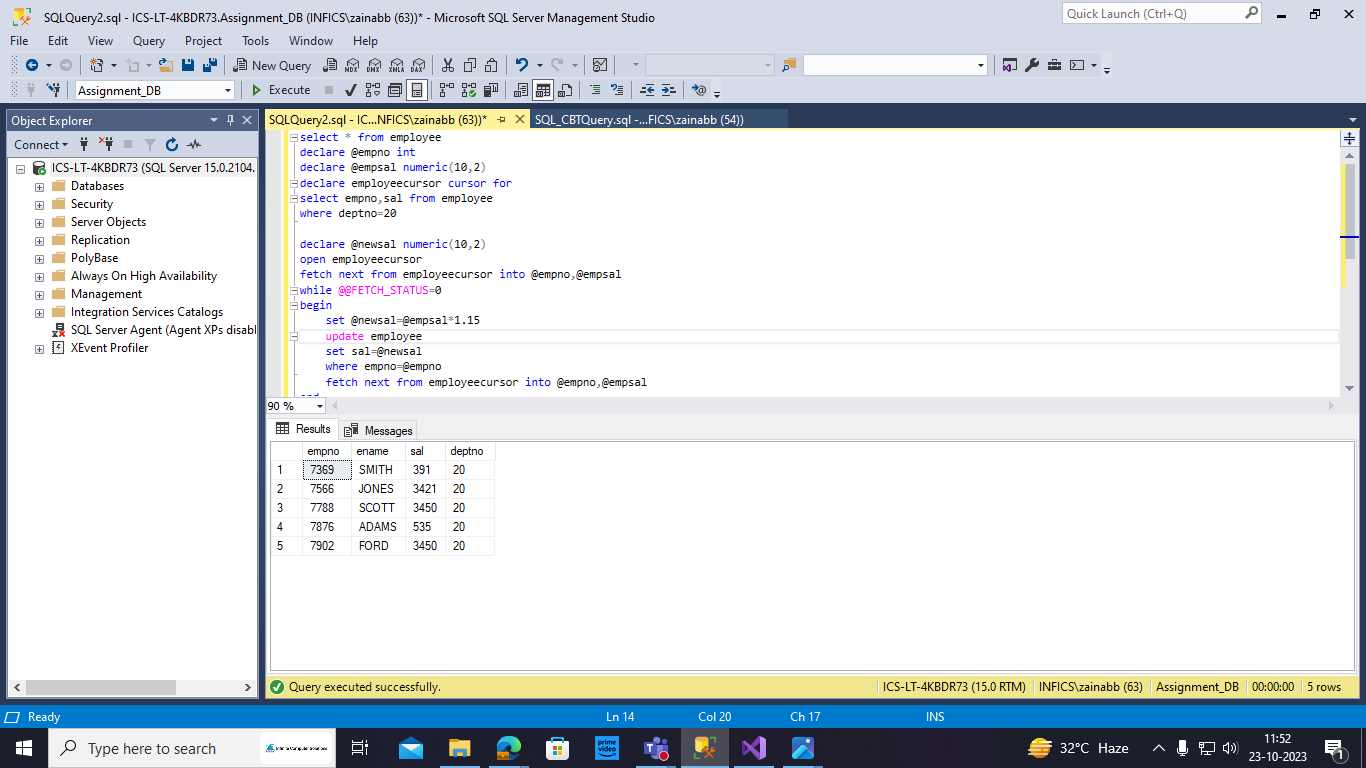 SQLQuery2.sql - ICS-LT-4KBDR73.Assignment_DB (INFICS\zainabb (63))* - Microsoft SQL Server Management Studio
Quick Launch (Ctrl+Q)
File Edit View Query Project Tools Window Help
New Query MDX DMX XMLA DAX
Assignment_DB Execute
Object Explorer
SQLQuery2.sql - IC...NFICS\zainabb (63))* SQL_CBTQuery.sql -...FICS\zainabb (54))
Connect
ICS-LT-4KBDR73 (SQL Server 15.0.2104.
Databases
Security
Server Objects
Replication
PolyBase
Always On High Availability
Management
Integration Services Catalogs
SQL Server Agent (Agent XPs disabl
XEvent Profiler
select * from employee
declare @empno int
declare @empsal numeric(10,2)
declare employeecursor cursor for
select empno,sal from employee
where deptno=20
declare @newsal numeric(10,2)
open employeecursor
fetch next from employeecursor into @empno,@empsal
while @@FETCH_STATUS=0
begin
set @newsal=@empsal*1.15
update employee
set sal=@newsal
where empno=@empno
fetch next from employeecursor into @empno,@empsal
90 %
Results Messages
empno ename sal deptno
1 7369 SMITH 391 20
2 7566 JONES 3421 20
3 7788 SCOTT 3450 20
4 7876 ADAMS 535 20
5 7902 FORD 3450 20
Query executed successfully. ICS-LT-4KBDR73 (15.0 RTM) INFICS\zainabb (63) Assignment_DB 00:00:00 5 rows
Ready Ln 14 Col 20 Ch 17 INS
Type here to search Infinite Computer Solutions prime video 32°C Haze 11:52
23-10-2023 1